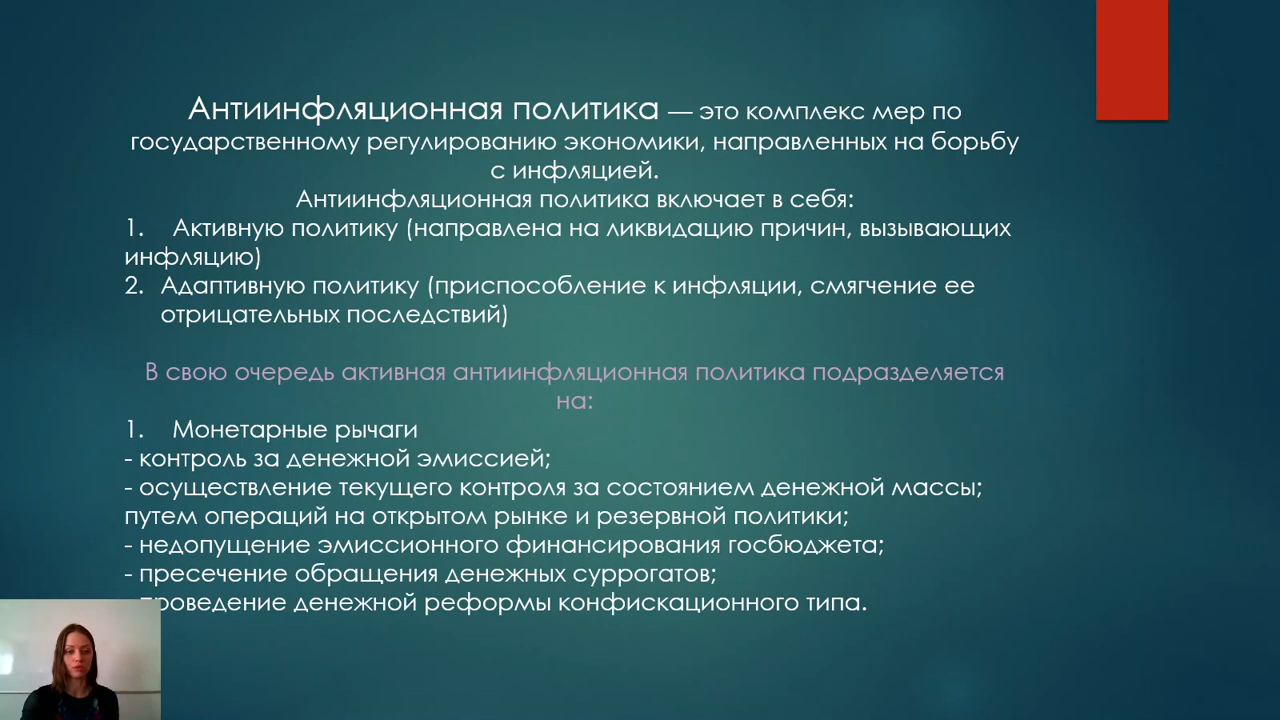 Антиинфляционная политика — это комплекс мер по
государственному регулированию экономики, направленных на борьбу
с инфляцией.
Антиинфляционная политика включает в себя:
1. Активную политику (направлена на ликвидацию причин, вызывающих
инфляцию)
2. Адаптивную политику (приспособление к инфляции, смягчение ее
отрицательных последствий)
В свою очередь активная антиинфляционная политика подразделяется
на:
1. Монетарные рычаги
- контроль за денежной эмиссией;
- осуществление текущего контроля за состоянием денежной массы;
путем операций на открытом рынке и резервной политики;
- недопущение эмиссионного финансирования госбюджета;
- пресечение обращения денежных суррогатов;
- проведение денежной реформы конфискационного типа.